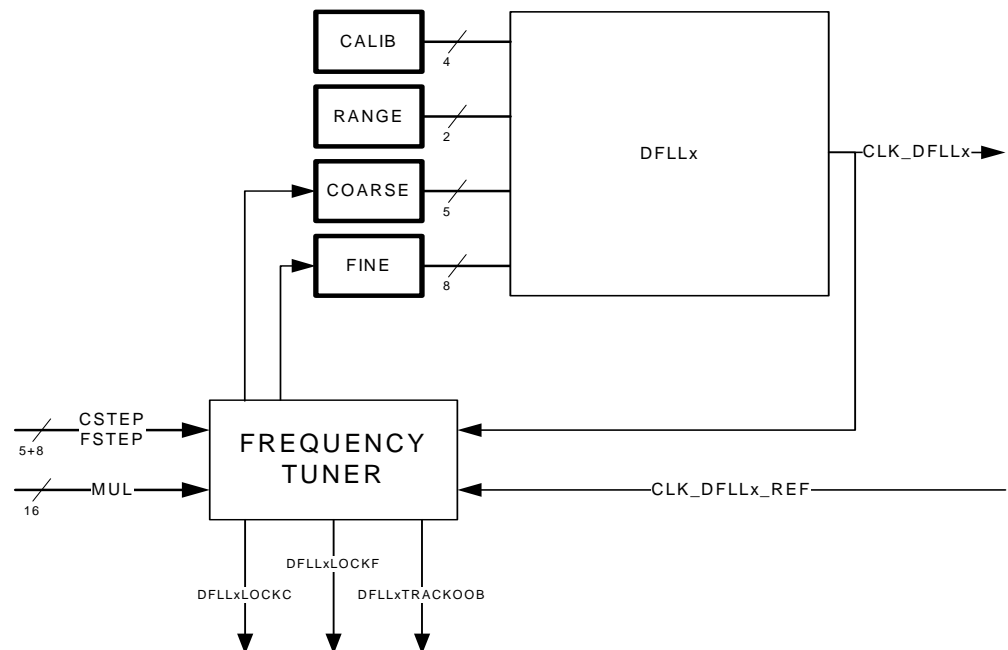 CALIB
4
RANGE
2
DFLLx
CLK_DFLLx
COARSE
5
FINE
8
CSTEP
FSTEP
5+8
FREQUENCY
TUNER
MUL
16
CLK_DFLLx_REF
DFLLxLOCKF
DFLLxLOCKC
DFLLxTRACKOOB